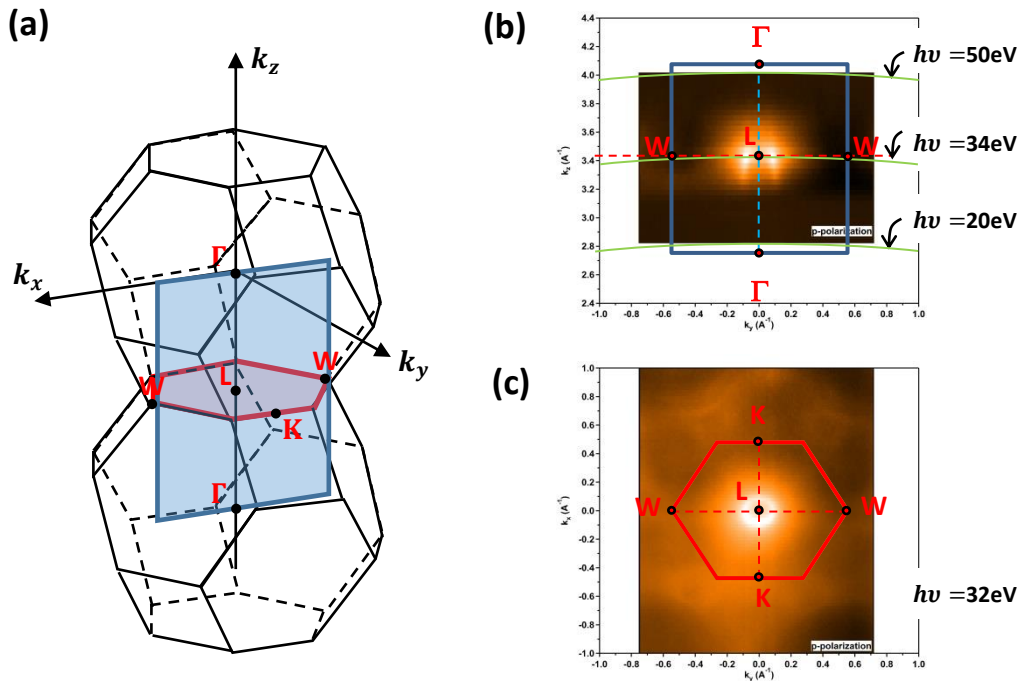 (a)
k_z
k_x
k_y
Γ
W
L
W
K
Γ
(b)
Γ
4.4
4.2
4.0
3.8
3.6
3.4
3.2
3.0
2.8
2.6
2.4
k_z (A⁻¹)
W
L
W
p-polarization
Γ
-1.0 -0.8 -0.6 -0.4 -0.2 0.0 0.2 0.4 0.6 0.8 1.0
k_y (A⁻¹)
hυ =50eV
hυ =34eV
hυ =20eV
(c)
1.0
0.8
0.6
0.4
0.2
0.0
-0.2
-0.4
-0.6
-0.8
-1.0
k_x (A⁻¹)
K
W
L
W
K
p-polarization
-1.0 -0.8 -0.6 -0.4 -0.2 0.0 0.2 0.4 0.6 0.8 1.0
k_y (A⁻¹)
hυ =32eV